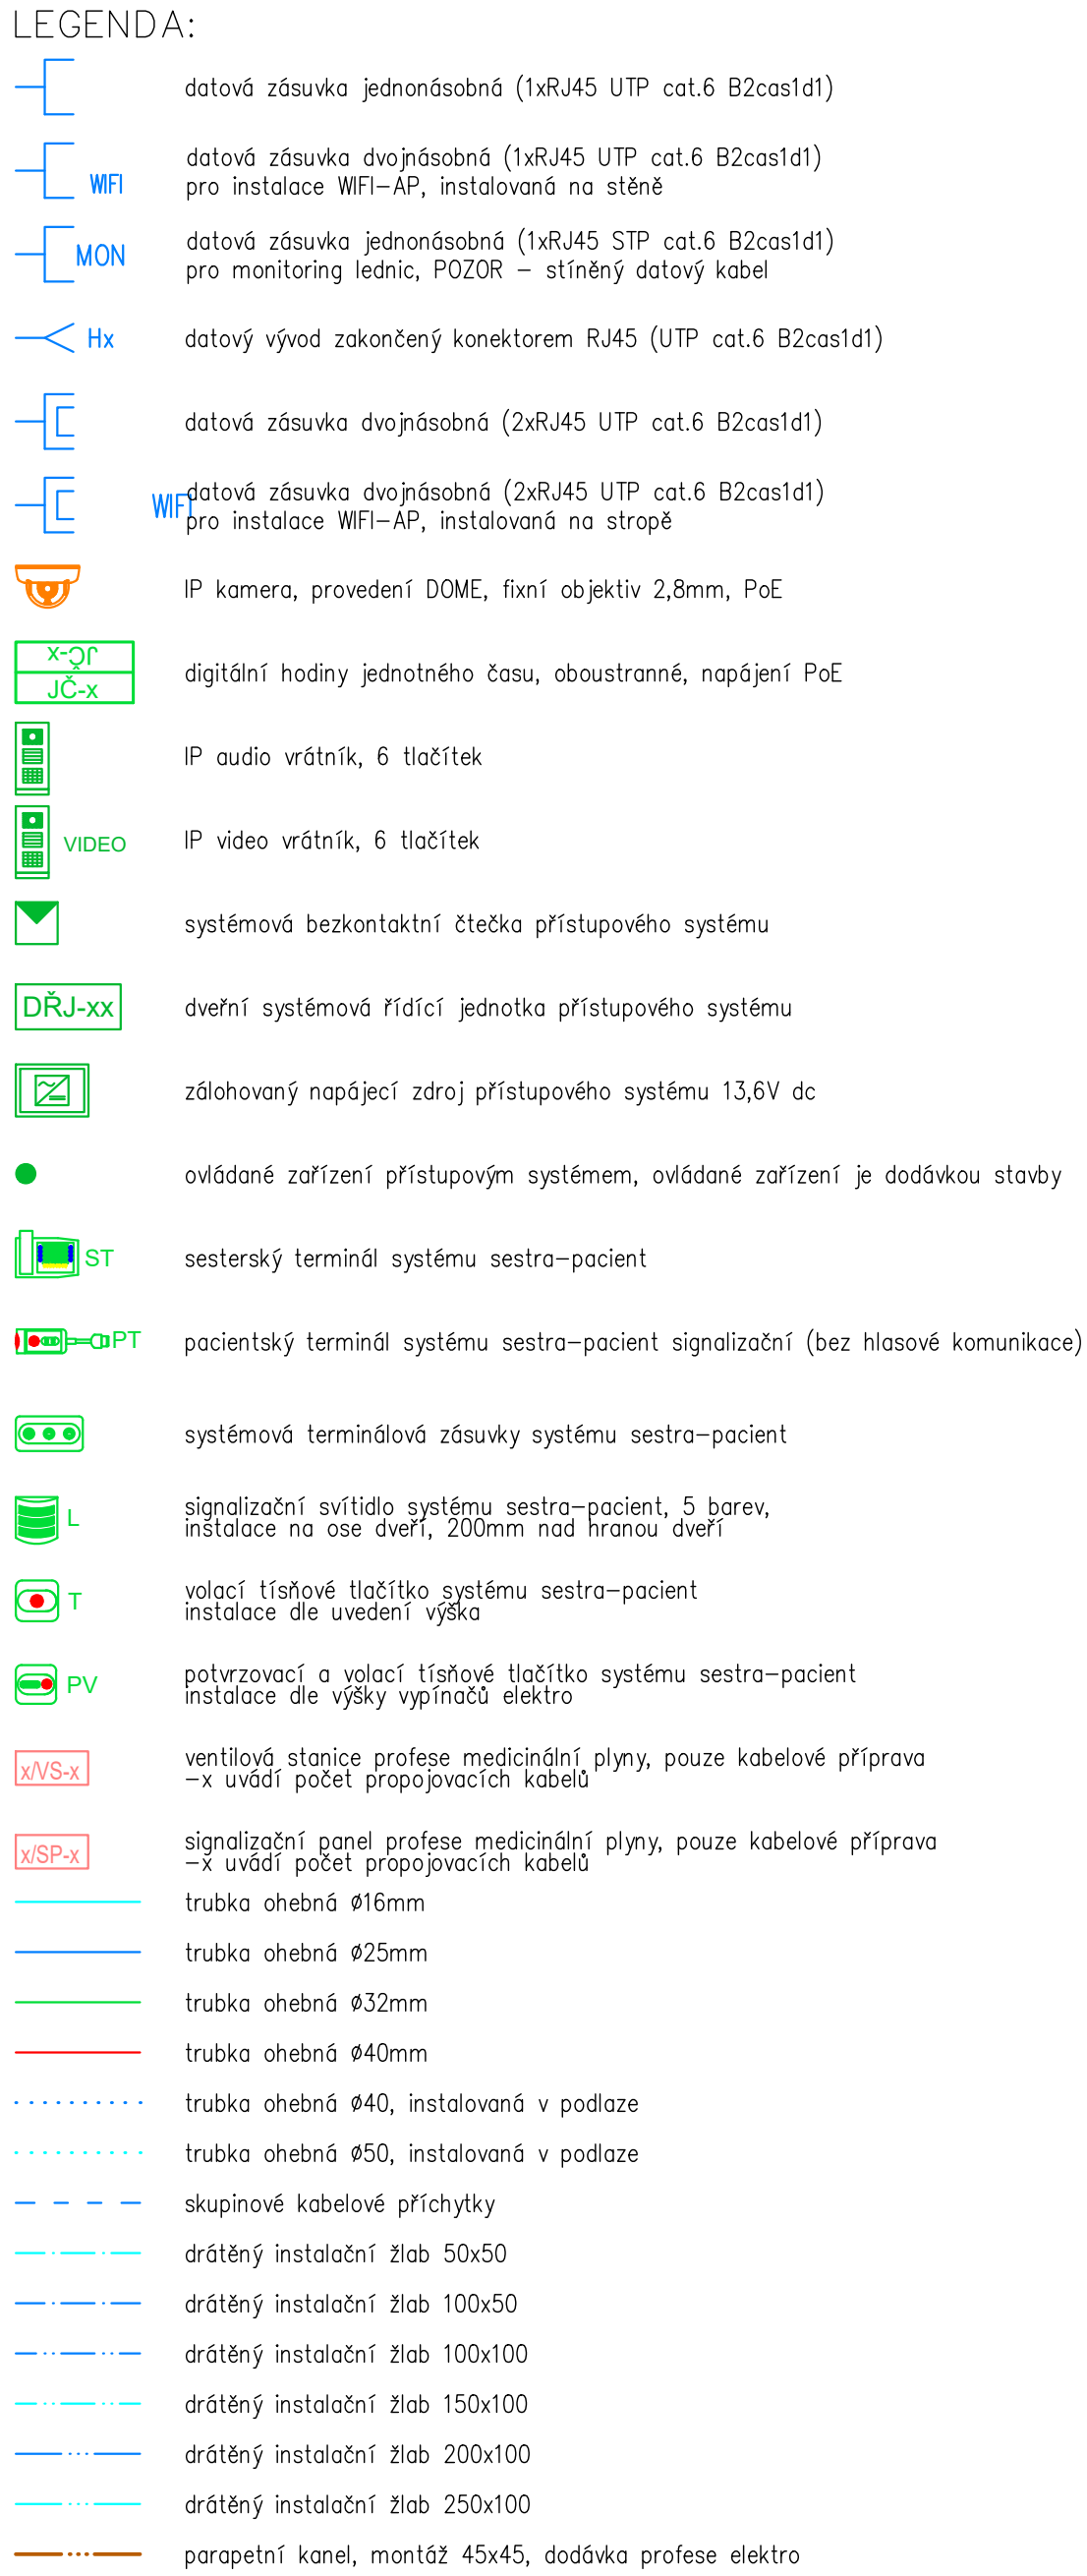 LEGENDA:
datová zásuvka jednonásobná (1xRJ45 UTP cat.6 B2cas1d1)
datová zásuvka dvojnásobná (1xRJ45 UTP cat.6 B2cas1d1)
WIFI pro instalace WIFI-AP, instalovaná na stěně
datová zásuvka jednonásobná (1xRJ45 STP cat.6 B2cas1d1)
MON pro monitoring lednic, POZOR - stíněný datový kabel
Hx datový vývod zakončený konektorem RJ45 (UTP cat.6 B2cas1d1)
datová zásuvka dvojnásobná (2xRJ45 UTP cat.6 B2cas1d1)
WIFI datová zásuvka dvojnásobná (2xRJ45 UTP cat.6 B2cas1d1)
pro instalace WIFI-AP, instalovaná na stropě
IP kamera, provedení DOME, fixní objektiv 2,8mm, PoE
JČ-x
JČ-x
digitální hodiny jednotného času, oboustranné, napájení PoE
IP audio vrátník, 6 tlačítek
VIDEO IP video vrátník, 6 tlačítek
systémová bezkontaktní čtečka přístupového systému
DŘJ-xx dveřní systémová řídící jednotka přístupového systému
zálohovaný napájecí zdroj přístupového systému 13,6V dc
ovládané zařízení přístupovým systémem, ovládané zařízení je dodávkou stavby
ST sesterský terminál systému sestra-pacient
PT pacientský terminál systému sestra-pacient signalizační (bez hlasové komunikace)
systémová terminálová zásuvky systému sestra-pacient
L signalizační svítidlo systému sestra-pacient, 5 barev,
instalace na ose dveří, 200mm nad hranou dveří
T volací tísňové tlačítko systému sestra-pacient
instalace dle uvedení výška
PV potvrzovací a volací tísňové tlačítko systému sestra-pacient
instalace dle výšky vypínačů elektro
x/VS-x ventilová stanice profese medicinální plyny, pouze kabelové příprava
-x uvádí počet propojovacích kabelů
x/SP-x signalizační panel profese medicinální plyny, pouze kabelové příprava
-x uvádí počet propojovacích kabelů
trubka ohebná ø16mm
trubka ohebná ø25mm
trubka ohebná ø32mm
trubka ohebná ø40mm
trubka ohebná ø40, instalovaná v podlaze
trubka ohebná ø50, instalovaná v podlaze
skupinové kabelové příchytky
drátěný instalační žlab 50x50
drátěný instalační žlab 100x50
drátěný instalační žlab 100x100
drátěný instalační žlab 150x100
drátěný instalační žlab 200x100
drátěný instalační žlab 250x100
parapetní kanel, montáž 45x45, dodávka profese elektro